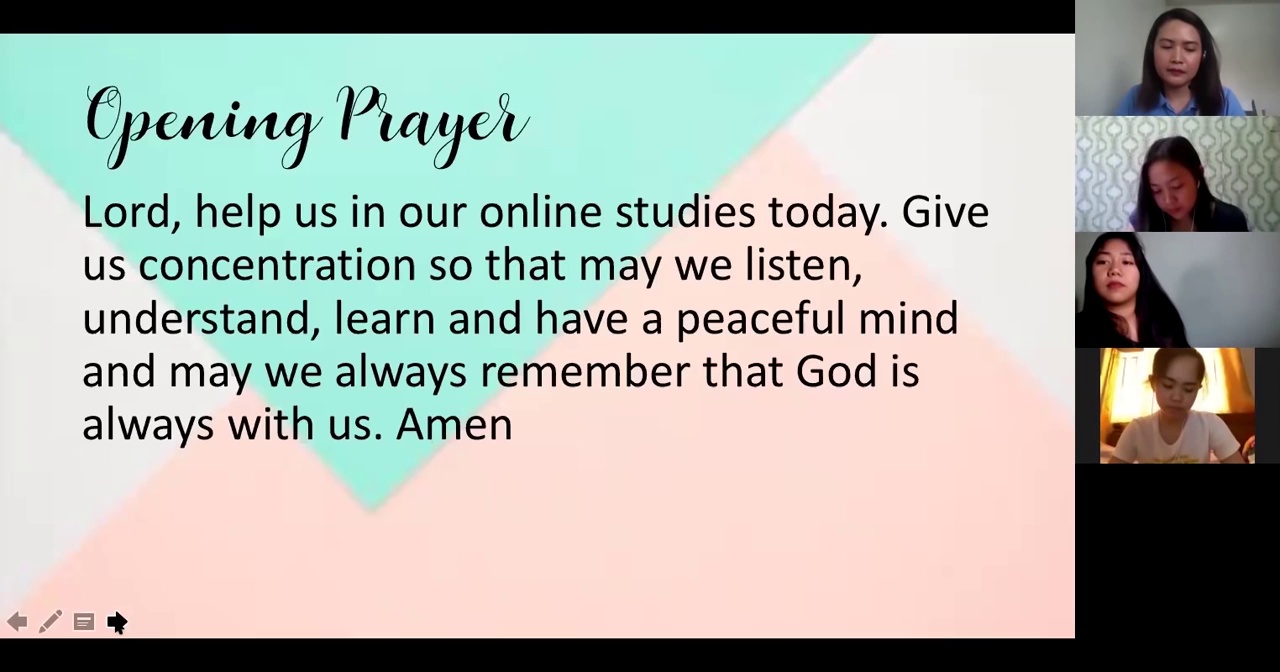 Opening Prayer
Lord, help us in our online studies today. Give
us concentration so that may we listen,
understand, learn and have a peaceful mind
and may we always remember that God is
always with us. Amen